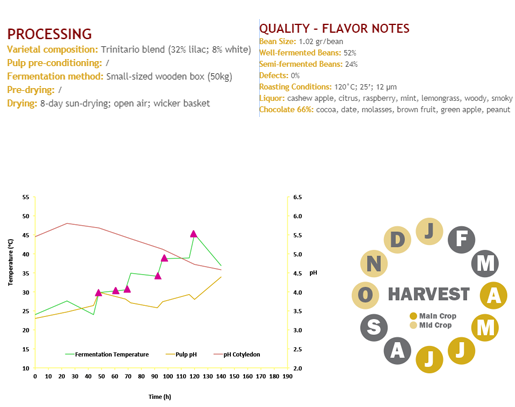 PROCESSING
Varietal composition: Trinitario blend (32% lilac; 8% white)
Pulp pre-conditioning: /
Fermentation method: Small-sized wooden box (50kg)
Pre-drying: /
Drying: 8-day sun-drying; open air; wicker basket
QUALITY - FLAVOR NOTES
Bean Size: 1.02 gr/bean
Well-fermented Beans: 52%
Semi-fermented Beans: 24%
Defects: 0%
Roasting Conditions: 120°C; 25'; 12 µm
Liquor: cashew apple, citrus, raspberry, mint, lemongrass, woody, smoky
Chocolate 66%: cocoa, date, molasses, brown fruit, green apple, peanut
Temperature (°C)
55
50
45
40
35
30
25
20
15
10
6.5
6.0
5.5
5.0
4.5
4.0
3.5
3.0
2.5
2.0
pH
Fermentation Temperature
Pulp pH
pH Cotyledon
0 10 20 30 40 50 60 70 80 90 100 110 120 130 140 150 160 170 180 190
Time (h)
J
F
M
A
M
J
J
A
S
O
N
D
HARVEST
Main Crop
Mid Crop